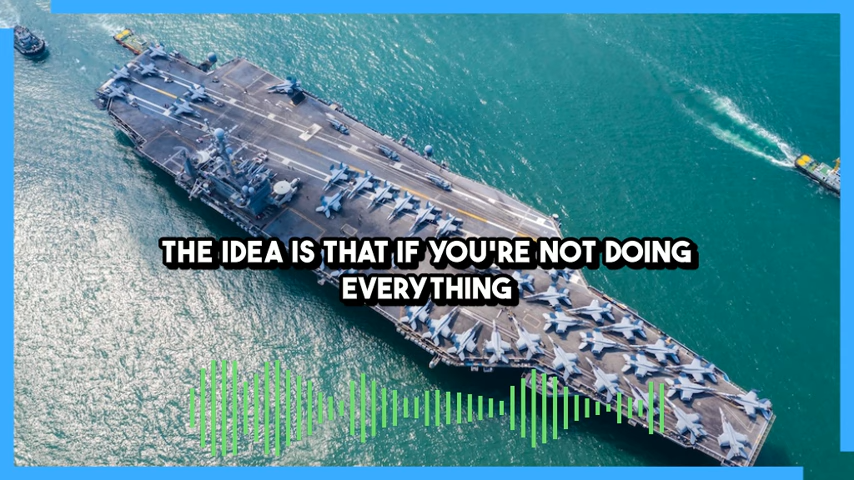 THE IDEA IS THAT IF YOU'RE NOT DOING
EVERYTHING